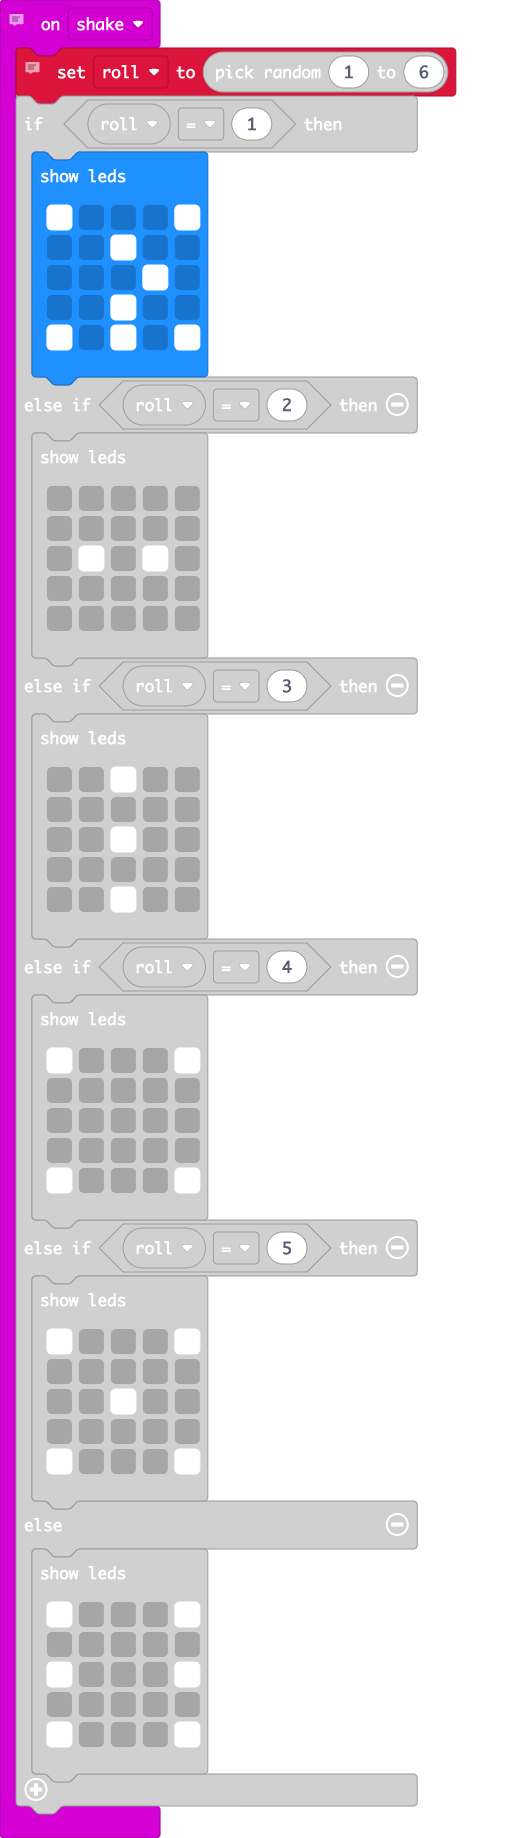 on shake
set roll to pick random 1 to 6
if roll = 1 then
show leds
else if roll = 2 then
show leds
else if roll = 3 then
show leds
else if roll = 4 then
show leds
else if roll = 5 then
show leds
else
show leds